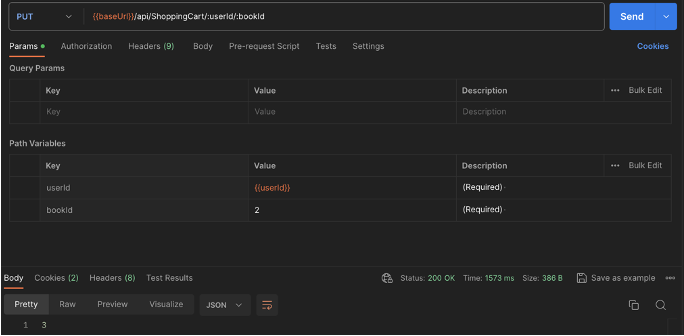 PUT {{baseUrl}}/api/ShoppingCart/:userId/:bookId Send
Params Authorization Headers (9) Body Pre-request Script Tests Settings Cookies
Query Params
Key Value Description ••• Bulk Edit
Key Value Description
Path Variables
Key Value Description ••• Bulk Edit
userId {{userId}} (Required)
bookId 2 (Required)
Body Cookies (2) Headers (8) Test Results Status: 200 OK Time: 1573 ms Size: 386 B Save as example •••
Pretty Raw Preview Visualize JSON
1 3